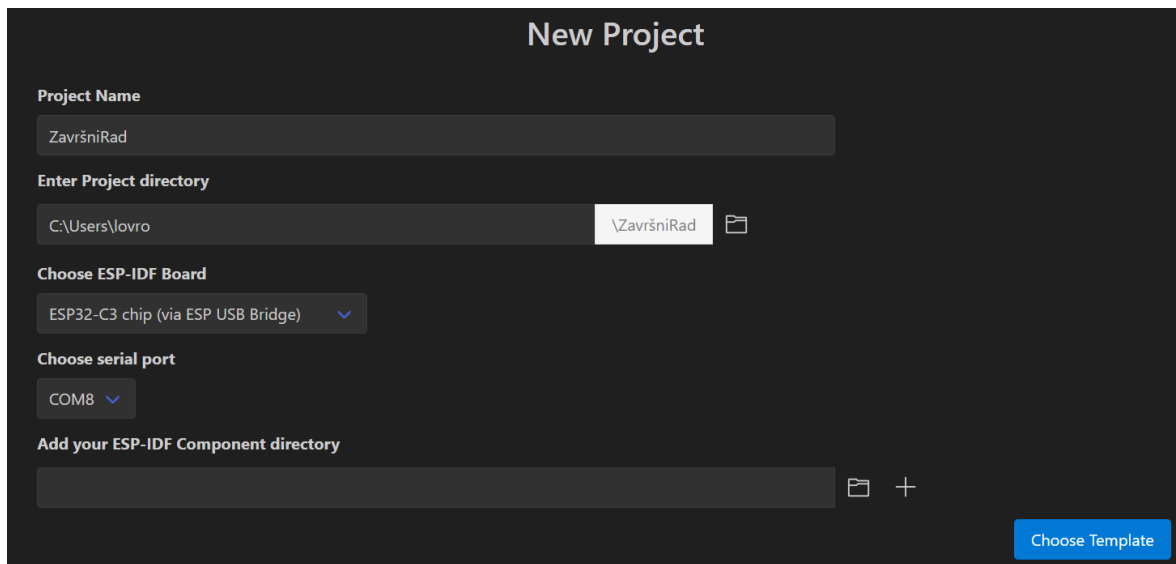 New Project
Project Name
ZavršniRad
Enter Project directory
C:\Users\lovro \ZavršniRad
Choose ESP-IDF Board
ESP32-C3 chip (via ESP USB Bridge)
Choose serial port
COM8
Add your ESP-IDF Component directory
Choose Template